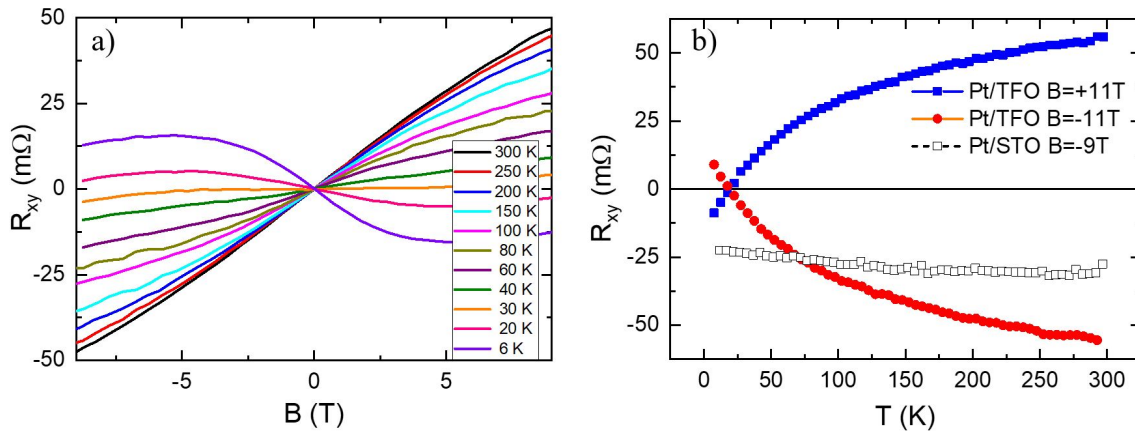 a)
50
25
0
-25
-50
R_xy (mΩ)
-5
0
5
B (T)
300 K
250 K
200 K
150 K
100 K
80 K
60 K
40 K
30 K
20 K
6 K
b)
50
25
0
-25
-50
R_xy (mΩ)
Pt/TFO B=+11T
Pt/TFO B=-11T
Pt/STO B=-9T
0
50
100
150
200
250
300
T (K)